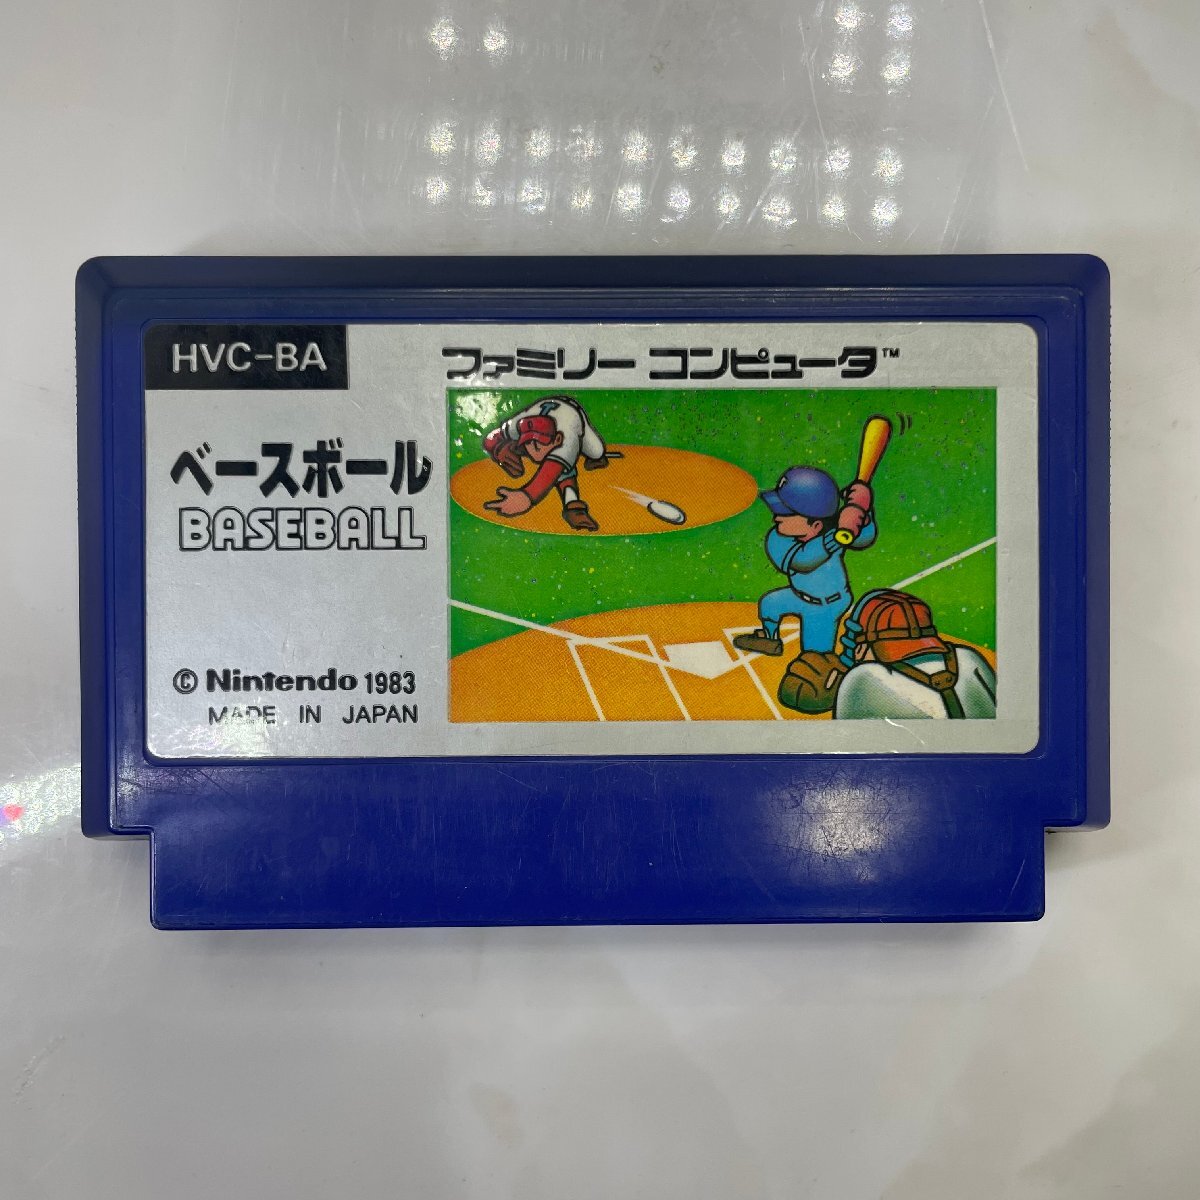 HVC-BA
ファミリー コンピュータ™
ベースボール
BASEBALL
© Nintendo 1983
MADE IN JAPAN
T